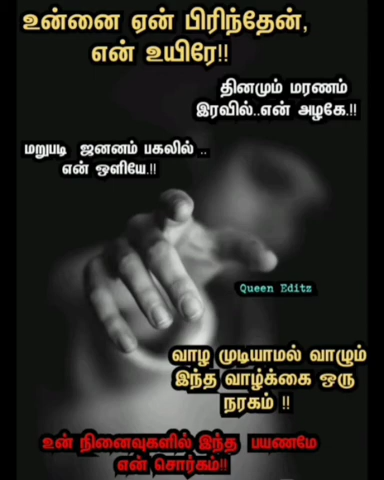 உன்னை ஏன் பிரிந்தேன்,
என் உயிரே!!
தினமும் மரணம்
இரவில்..என் அழகே.!!
மறுபடி ஜனனம் பகலில் ..
என் ஒளியே.!!
Queen Editz
வாழ முடியாமல் வாழும்
இந்த வாழ்க்கை ஒரு
நரகம் !!
உன் நினைவுகளில் இந்த பயணமே
என் சொர்கம்!!